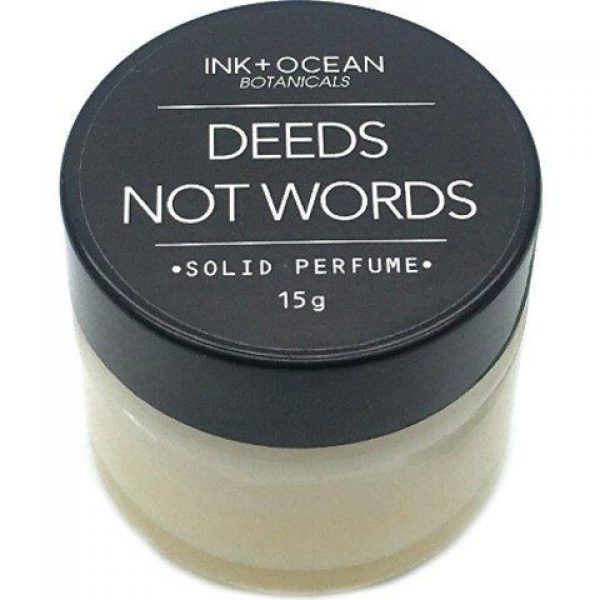 INK+OCEAN
BOTANICALS
DEEDS
NOT WORDS
•SOLID PERFUME•
15g